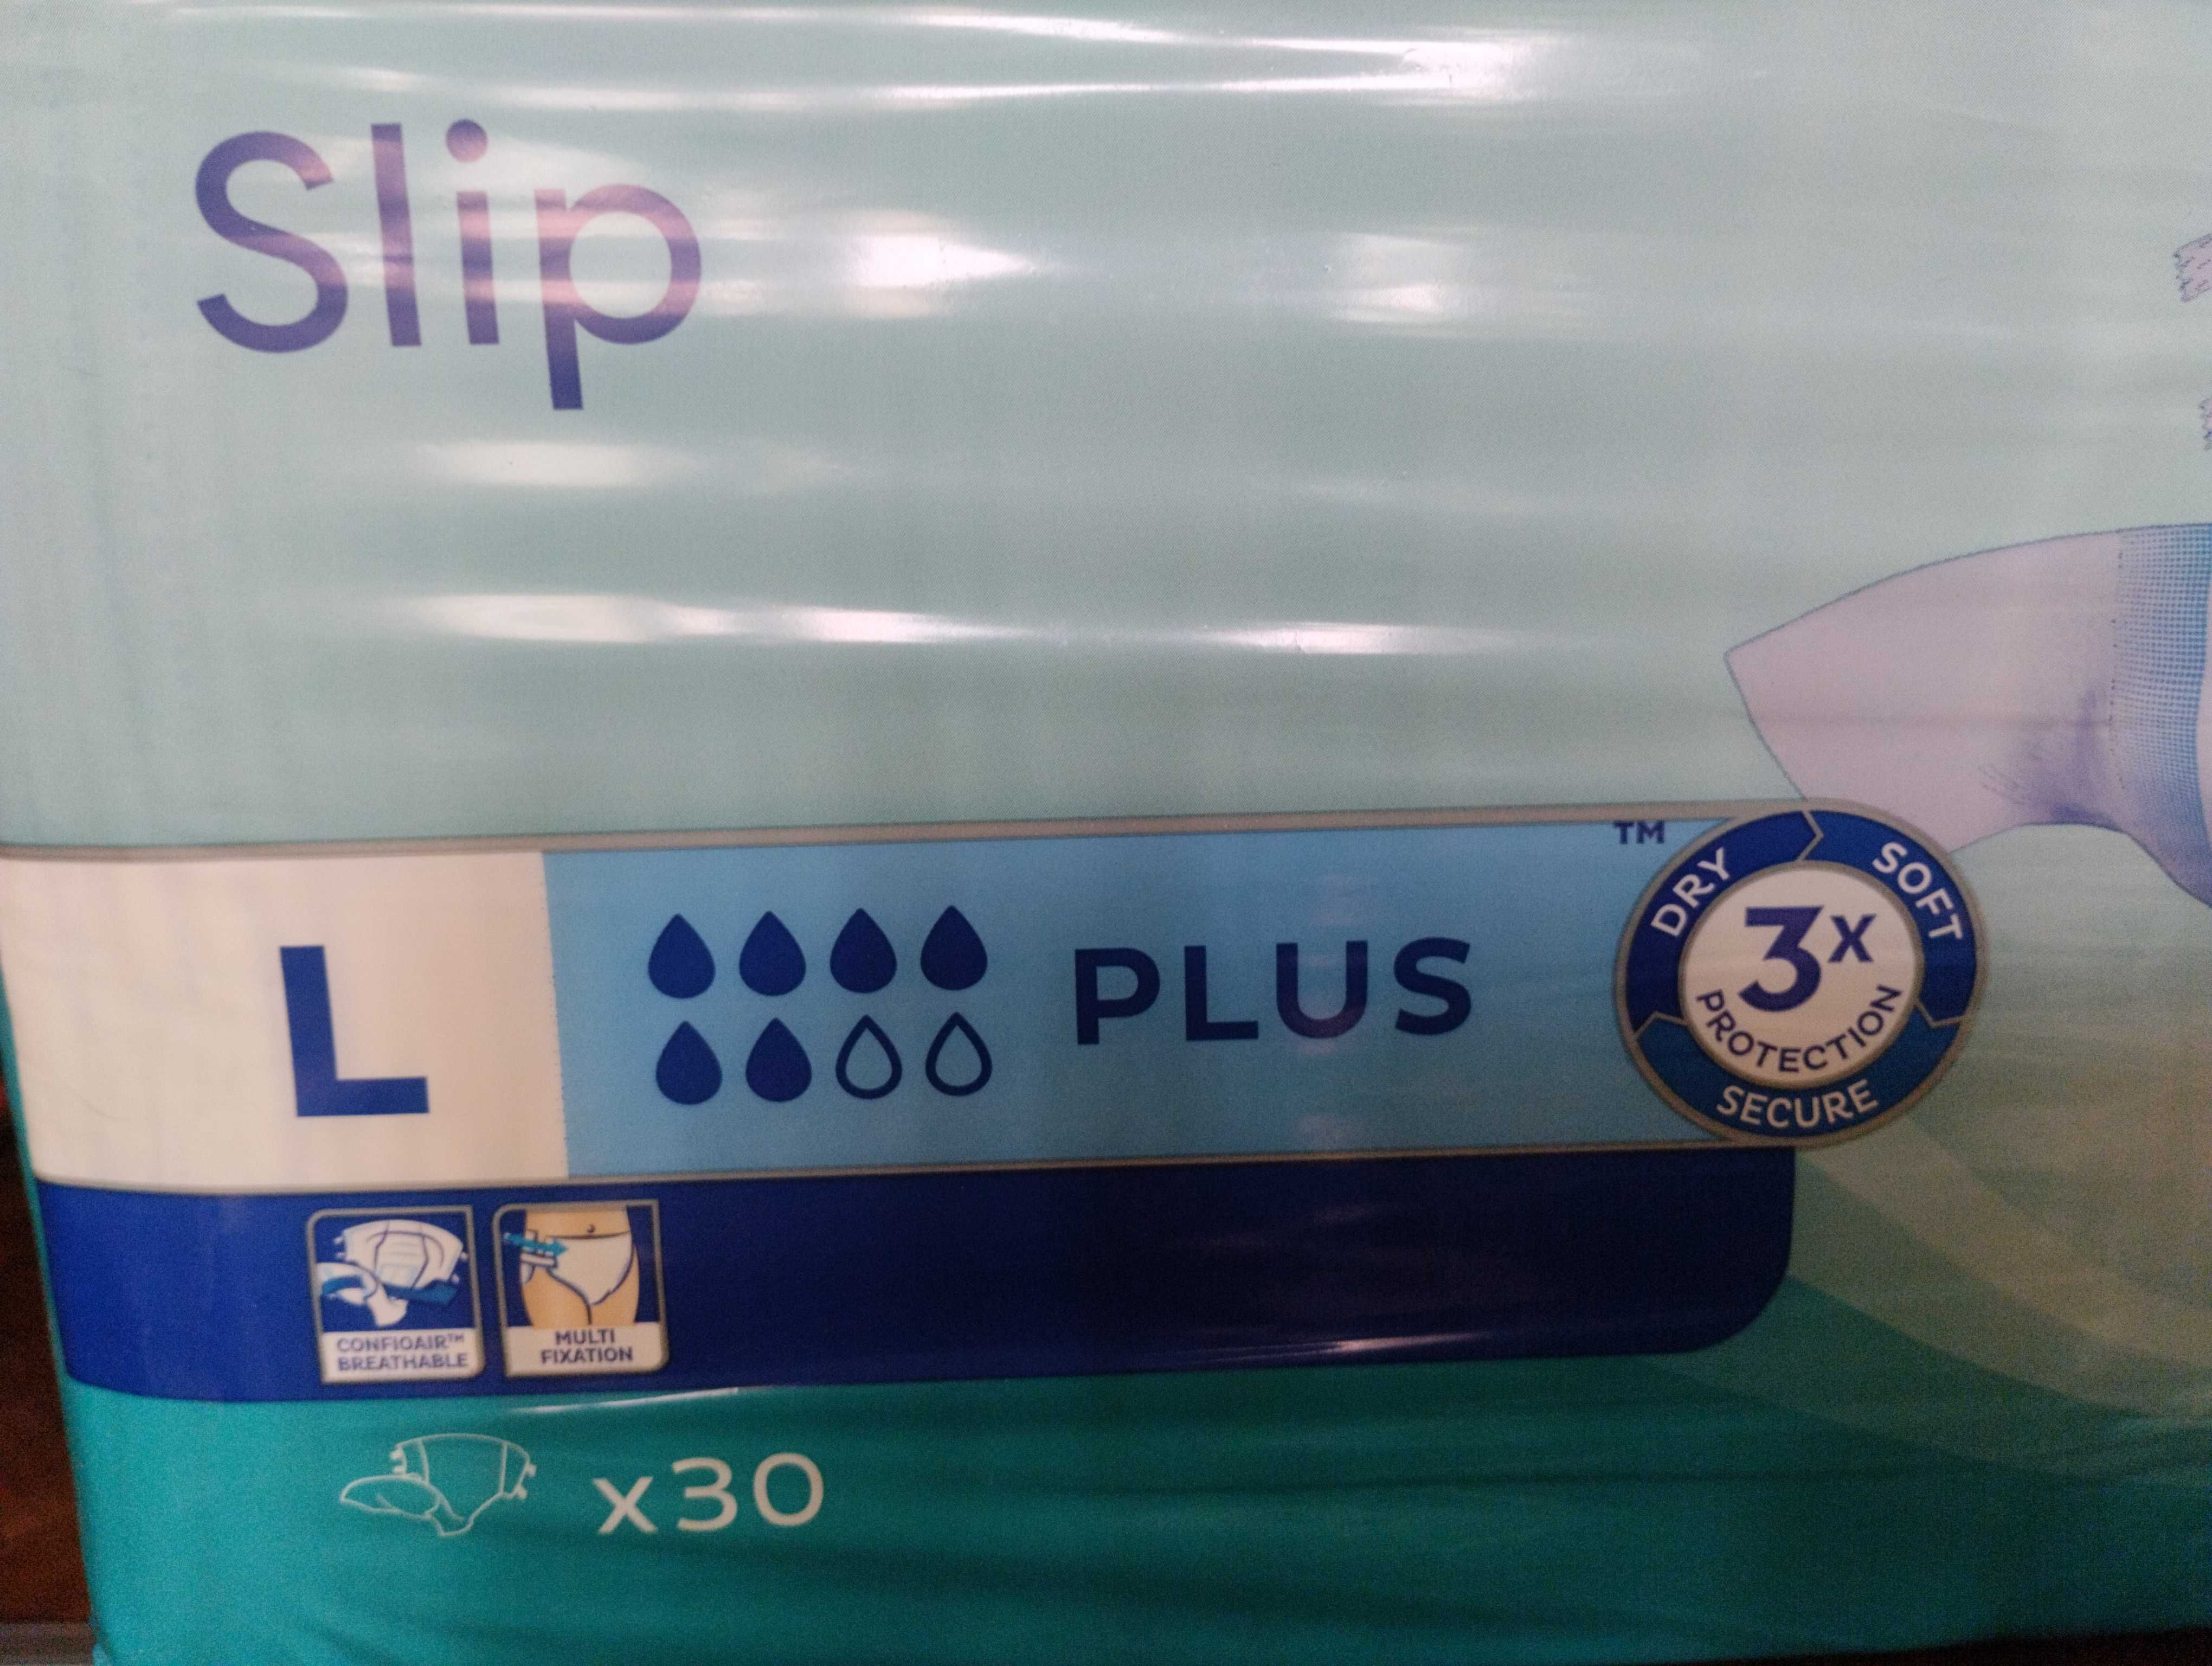 Slip
L
PLUS
TM
DRY
SOFT
3X
PROTECTION
SECURE
CONFIOAIR™
BREATHABLE
MULTI
FIXATION
x30